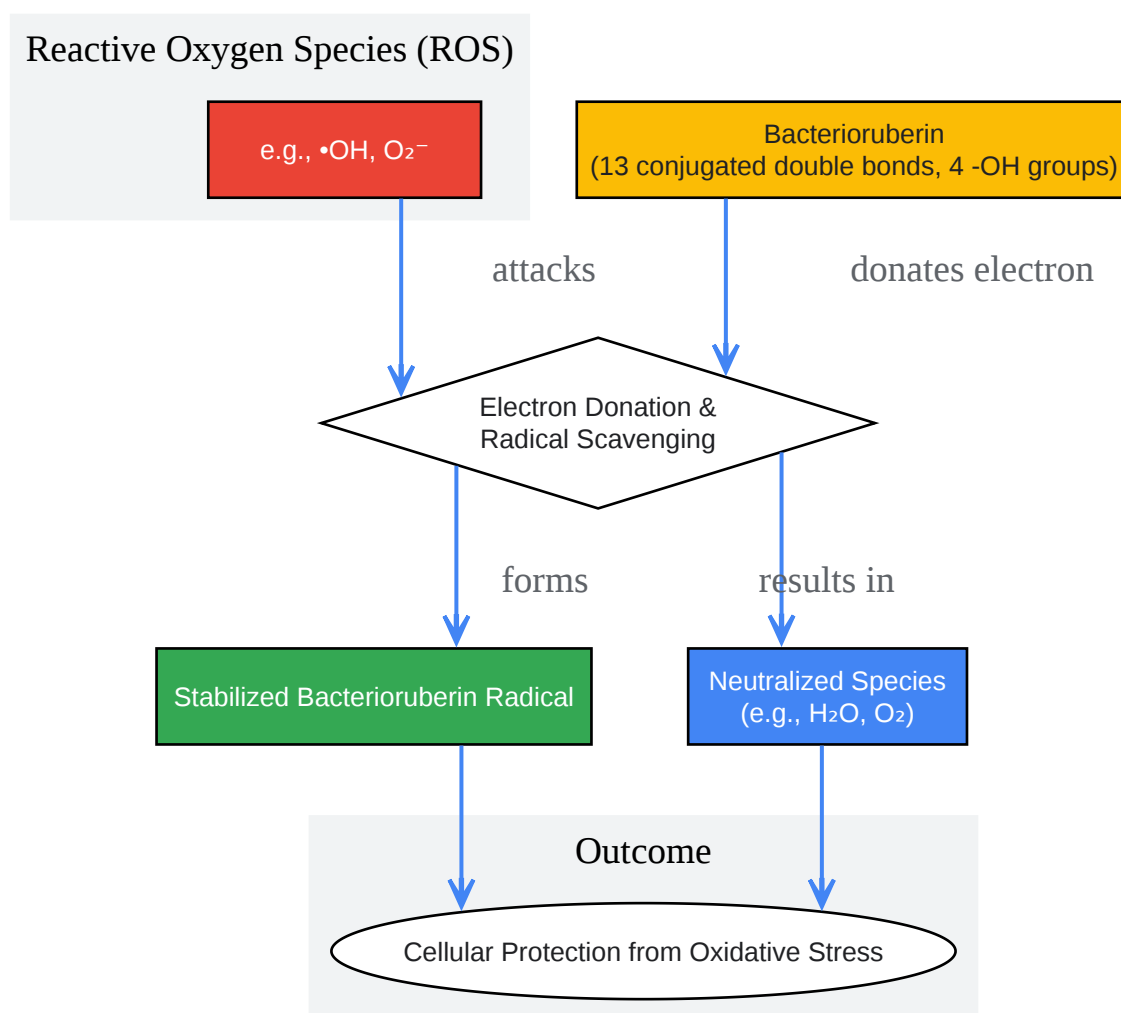 Reactive Oxygen Species (ROS)
e.g., •OH, O₂⁻
Bacterioruberin
(13 conjugated double bonds, 4 -OH groups)
attacks
donates electron
Electron Donation &
Radical Scavenging
forms
results in
Stabilized Bacterioruberin Radical
Neutralized Species
(e.g., H₂O, O₂)
Outcome
Cellular Protection from Oxidative Stress